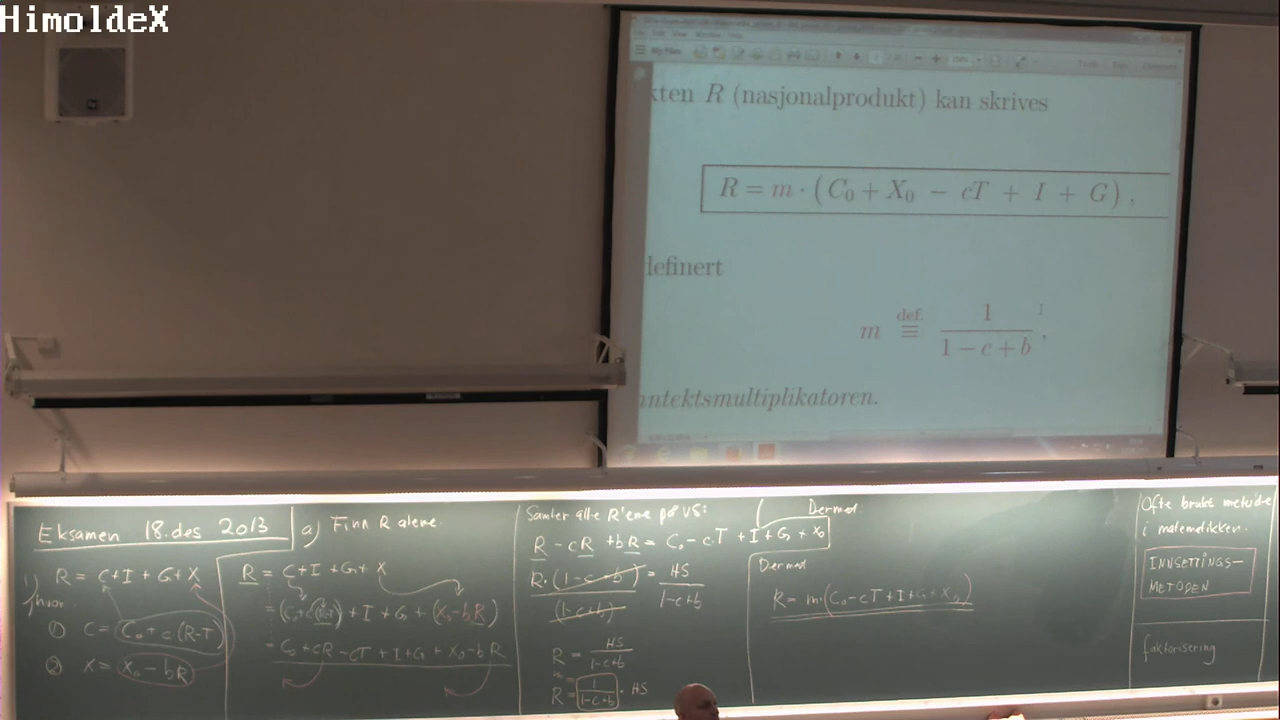 HimoldeX
My Files
kten R (nasjonalprodukt) kan skrives
R = m · (C₀ + X₀ − cT + I + G) ,
definert
m def. ≡ 1 / (1 − c + b) ,
ntektsmultiplikatoren.
Eksamen 18.des 2013
1) R = C + I + G + X
hvor
① C = C₀ + c(R-T)
② X = X₀ − bR
a) Finn R alene.
R = C + I + G + X
= (C₀ + c(R-T)) + I + G + (X₀ − bR)
= C₀ + cR − cT + I + G + X₀ − bR
Samler alle R'ene på VS:
R − cR + bR = C₀ − cT + I + G + X₀
R · (1−c+b) / (1−c+b) = HS / 1−c+b
R = HS / 1−c+b
R = 1 / 1−c+b · HS
Dermed
Dermed
R = m·(C₀ − cT + I + G + X₀)
Ofte brukt metode
i matematikken.
INNSETTINGS-
METODEN
faktorisering